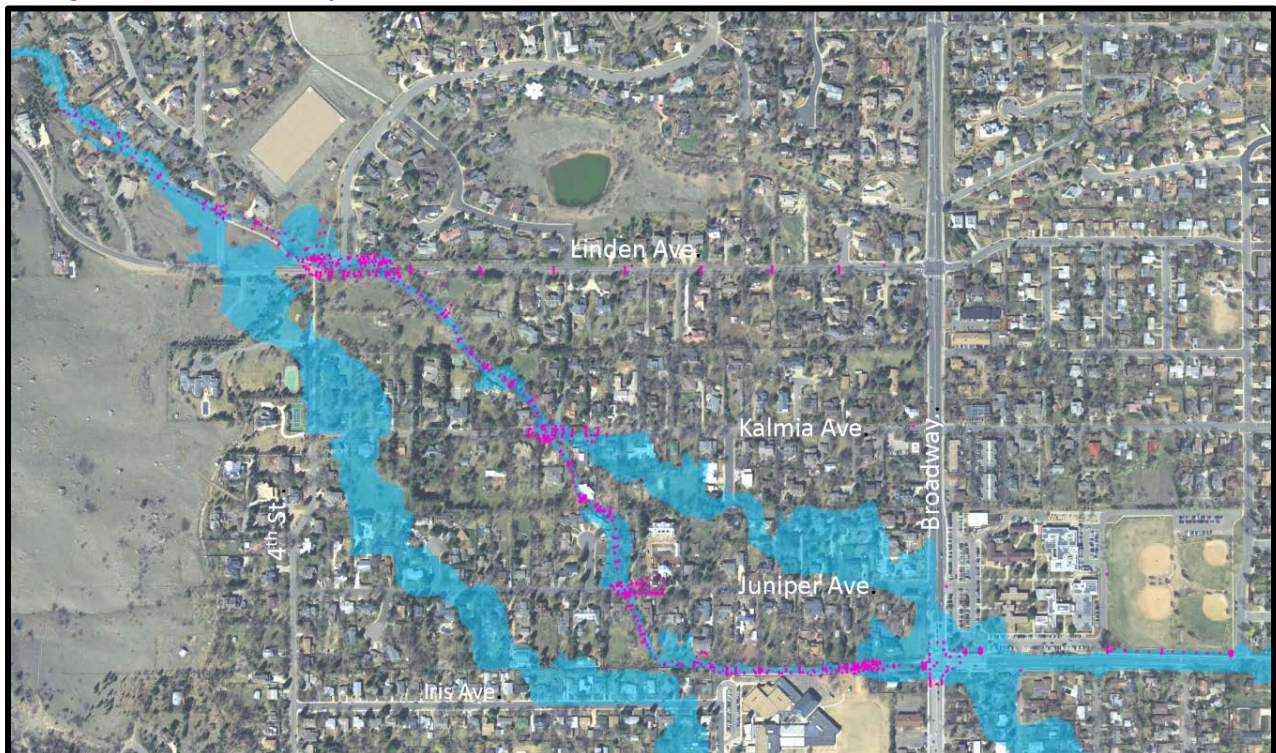 Linden Ave.
Kalmia Ave.
Broadway.
4th St.
Juniper Ave.
Iris Ave.